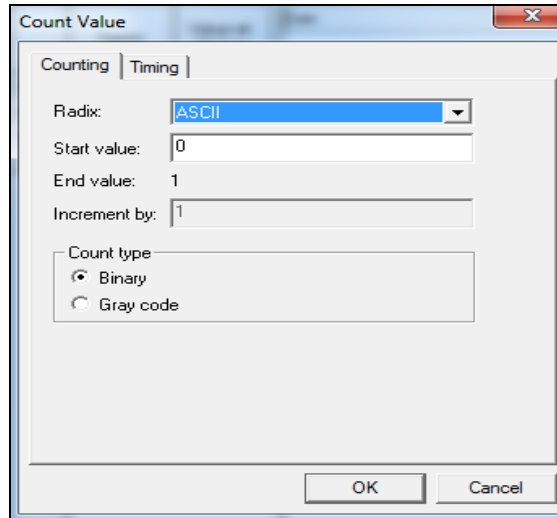 Count Value
Counting Timing
Radix: ASCII
Start value: 0
End value: 1
Increment by: 1
Count type
Binary
Gray code
OK Cancel